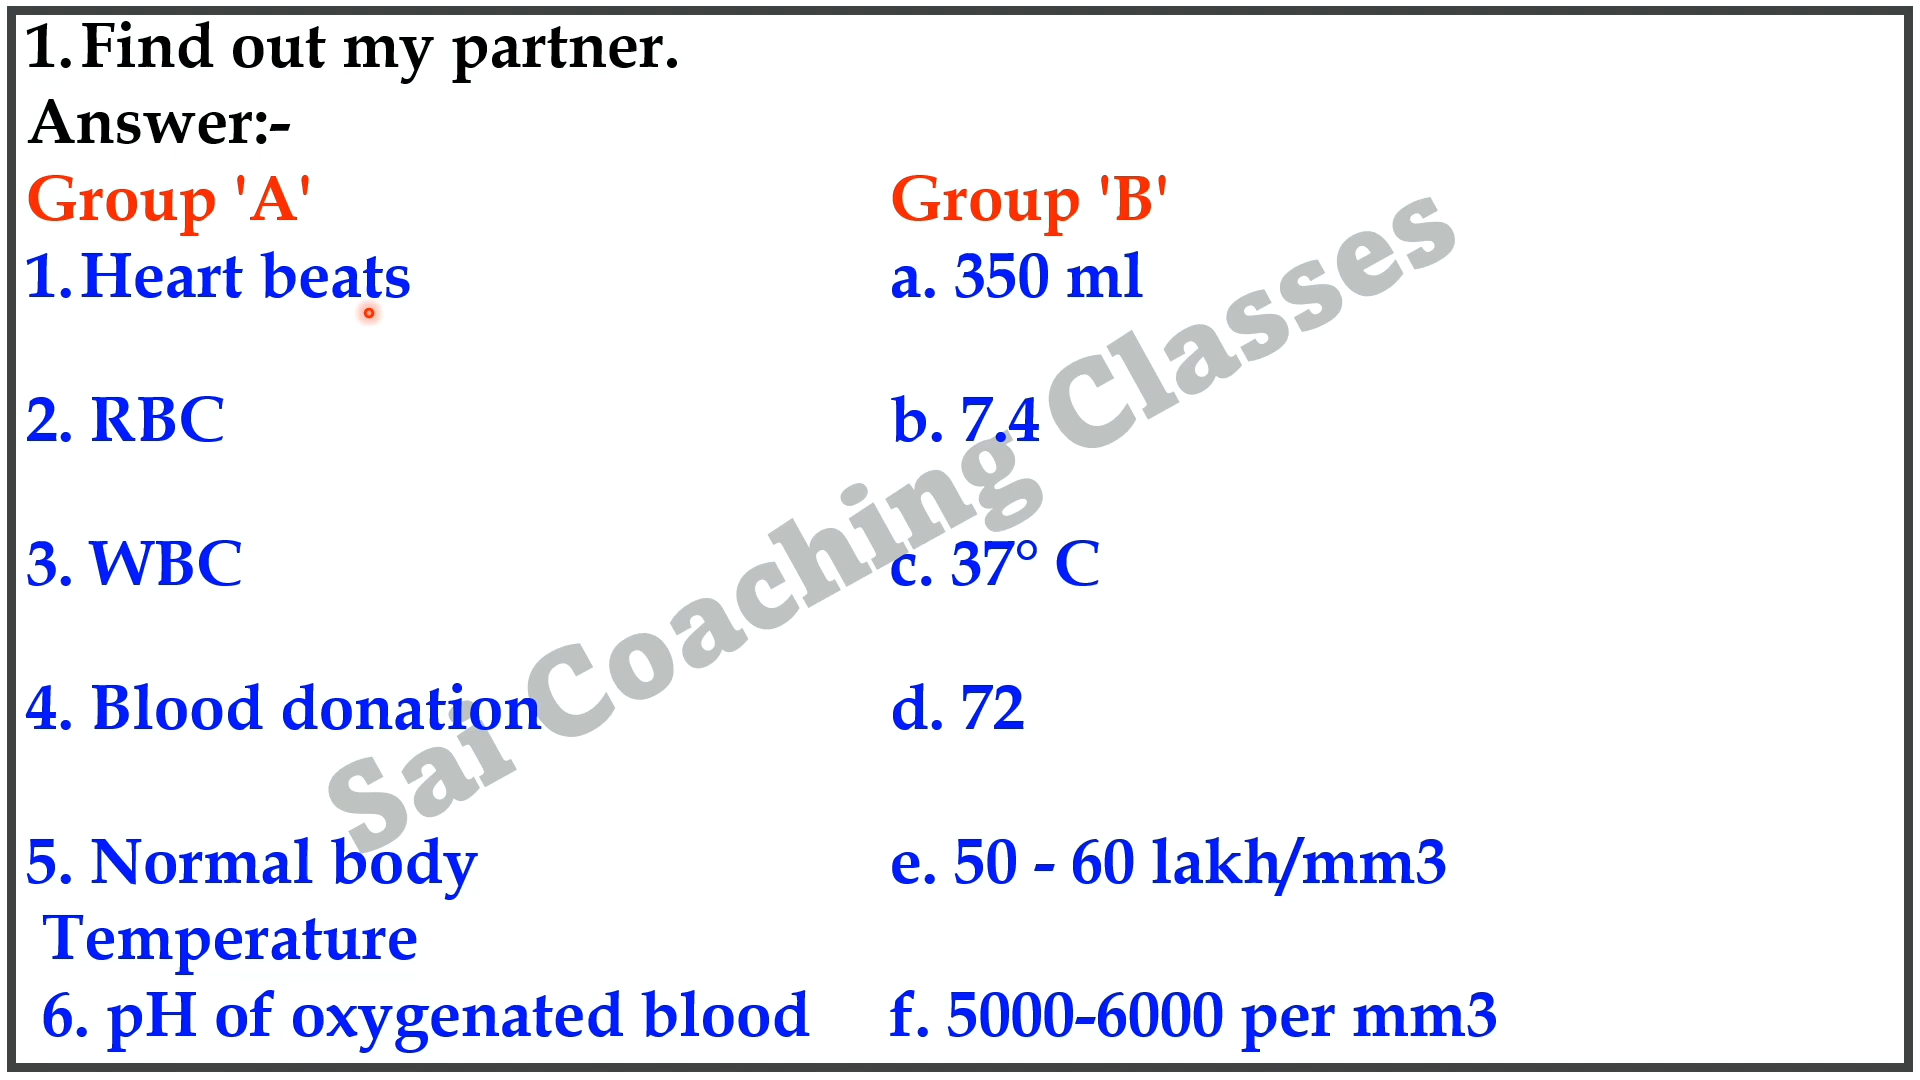 1. Find out my partner.
Answer:-
Group 'A' Group 'B'
1. Heart beats a. 350 ml
2. RBC b. 7.4
3. WBC c. 37° C
4. Blood donation d. 72
5. Normal body e. 50 - 60 lakh/mm3
Temperature
6. pH of oxygenated blood f. 5000-6000 per mm3
Sai Coaching Classes